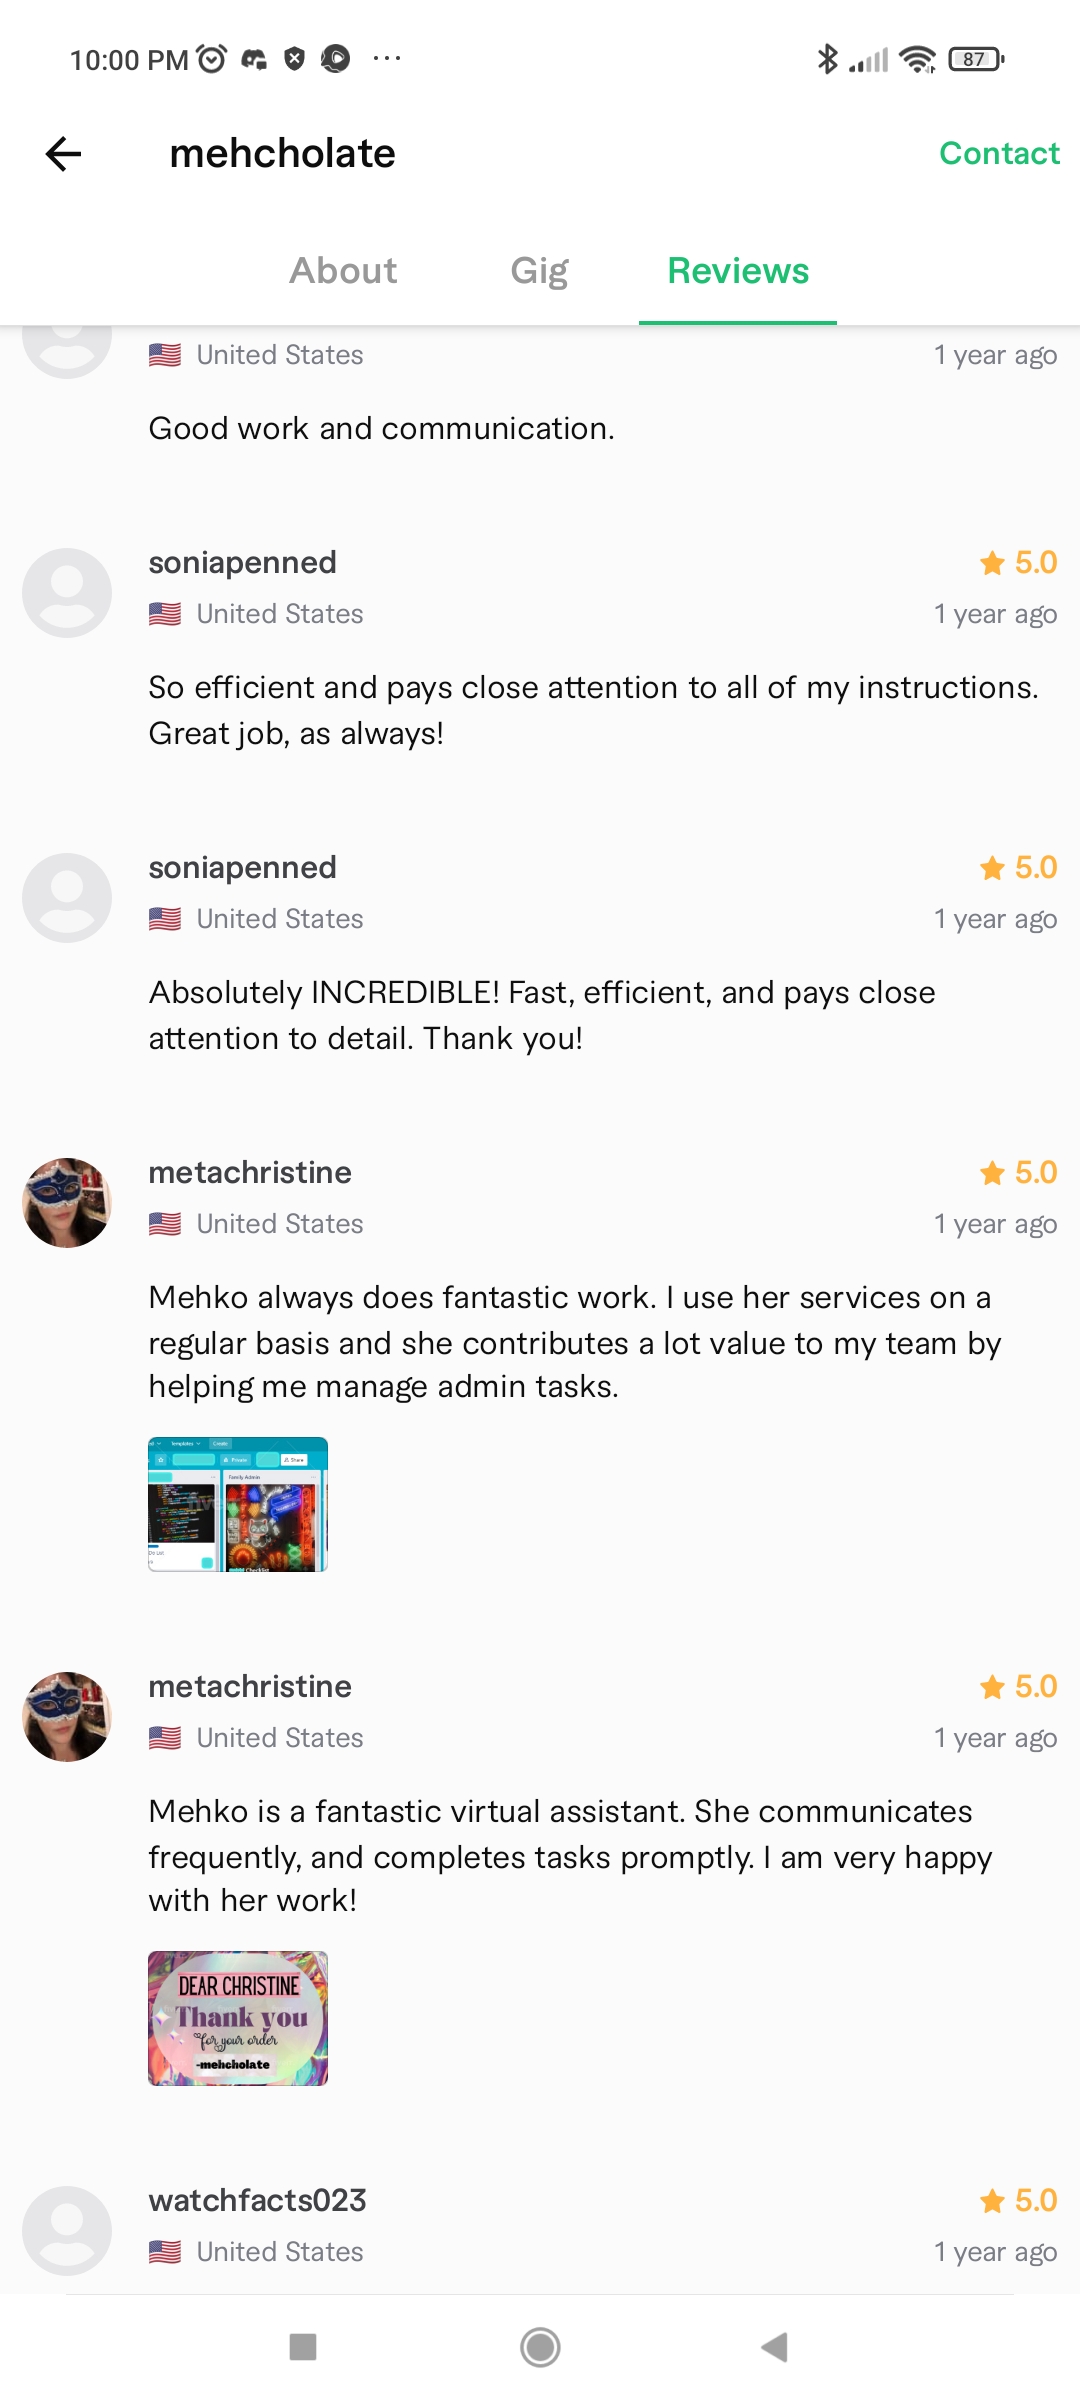 10:00 PM
87
mehcholate
Contact
About
Gig
Reviews
United States
1 year ago
Good work and communication.
soniapenned
5.0
United States
1 year ago
So efficient and pays close attention to all of my instructions.
Great job, as always!
soniapenned
5.0
United States
1 year ago
Absolutely INCREDIBLE! Fast, efficient, and pays close
attention to detail. Thank you!
metachristine
5.0
United States
1 year ago
Mehko always does fantastic work. I use her services on a
regular basis and she contributes a lot value to my team by
helping me manage admin tasks.
Templates
Create
Private
Share
Family Admin
Checklist
metachristine
5.0
United States
1 year ago
Mehko is a fantastic virtual assistant. She communicates
frequently, and completes tasks promptly. I am very happy
with her work!
DEAR CHRISTINE
Thank you
for your order
-mehcholate
watchfacts023
5.0
United States
1 year ago